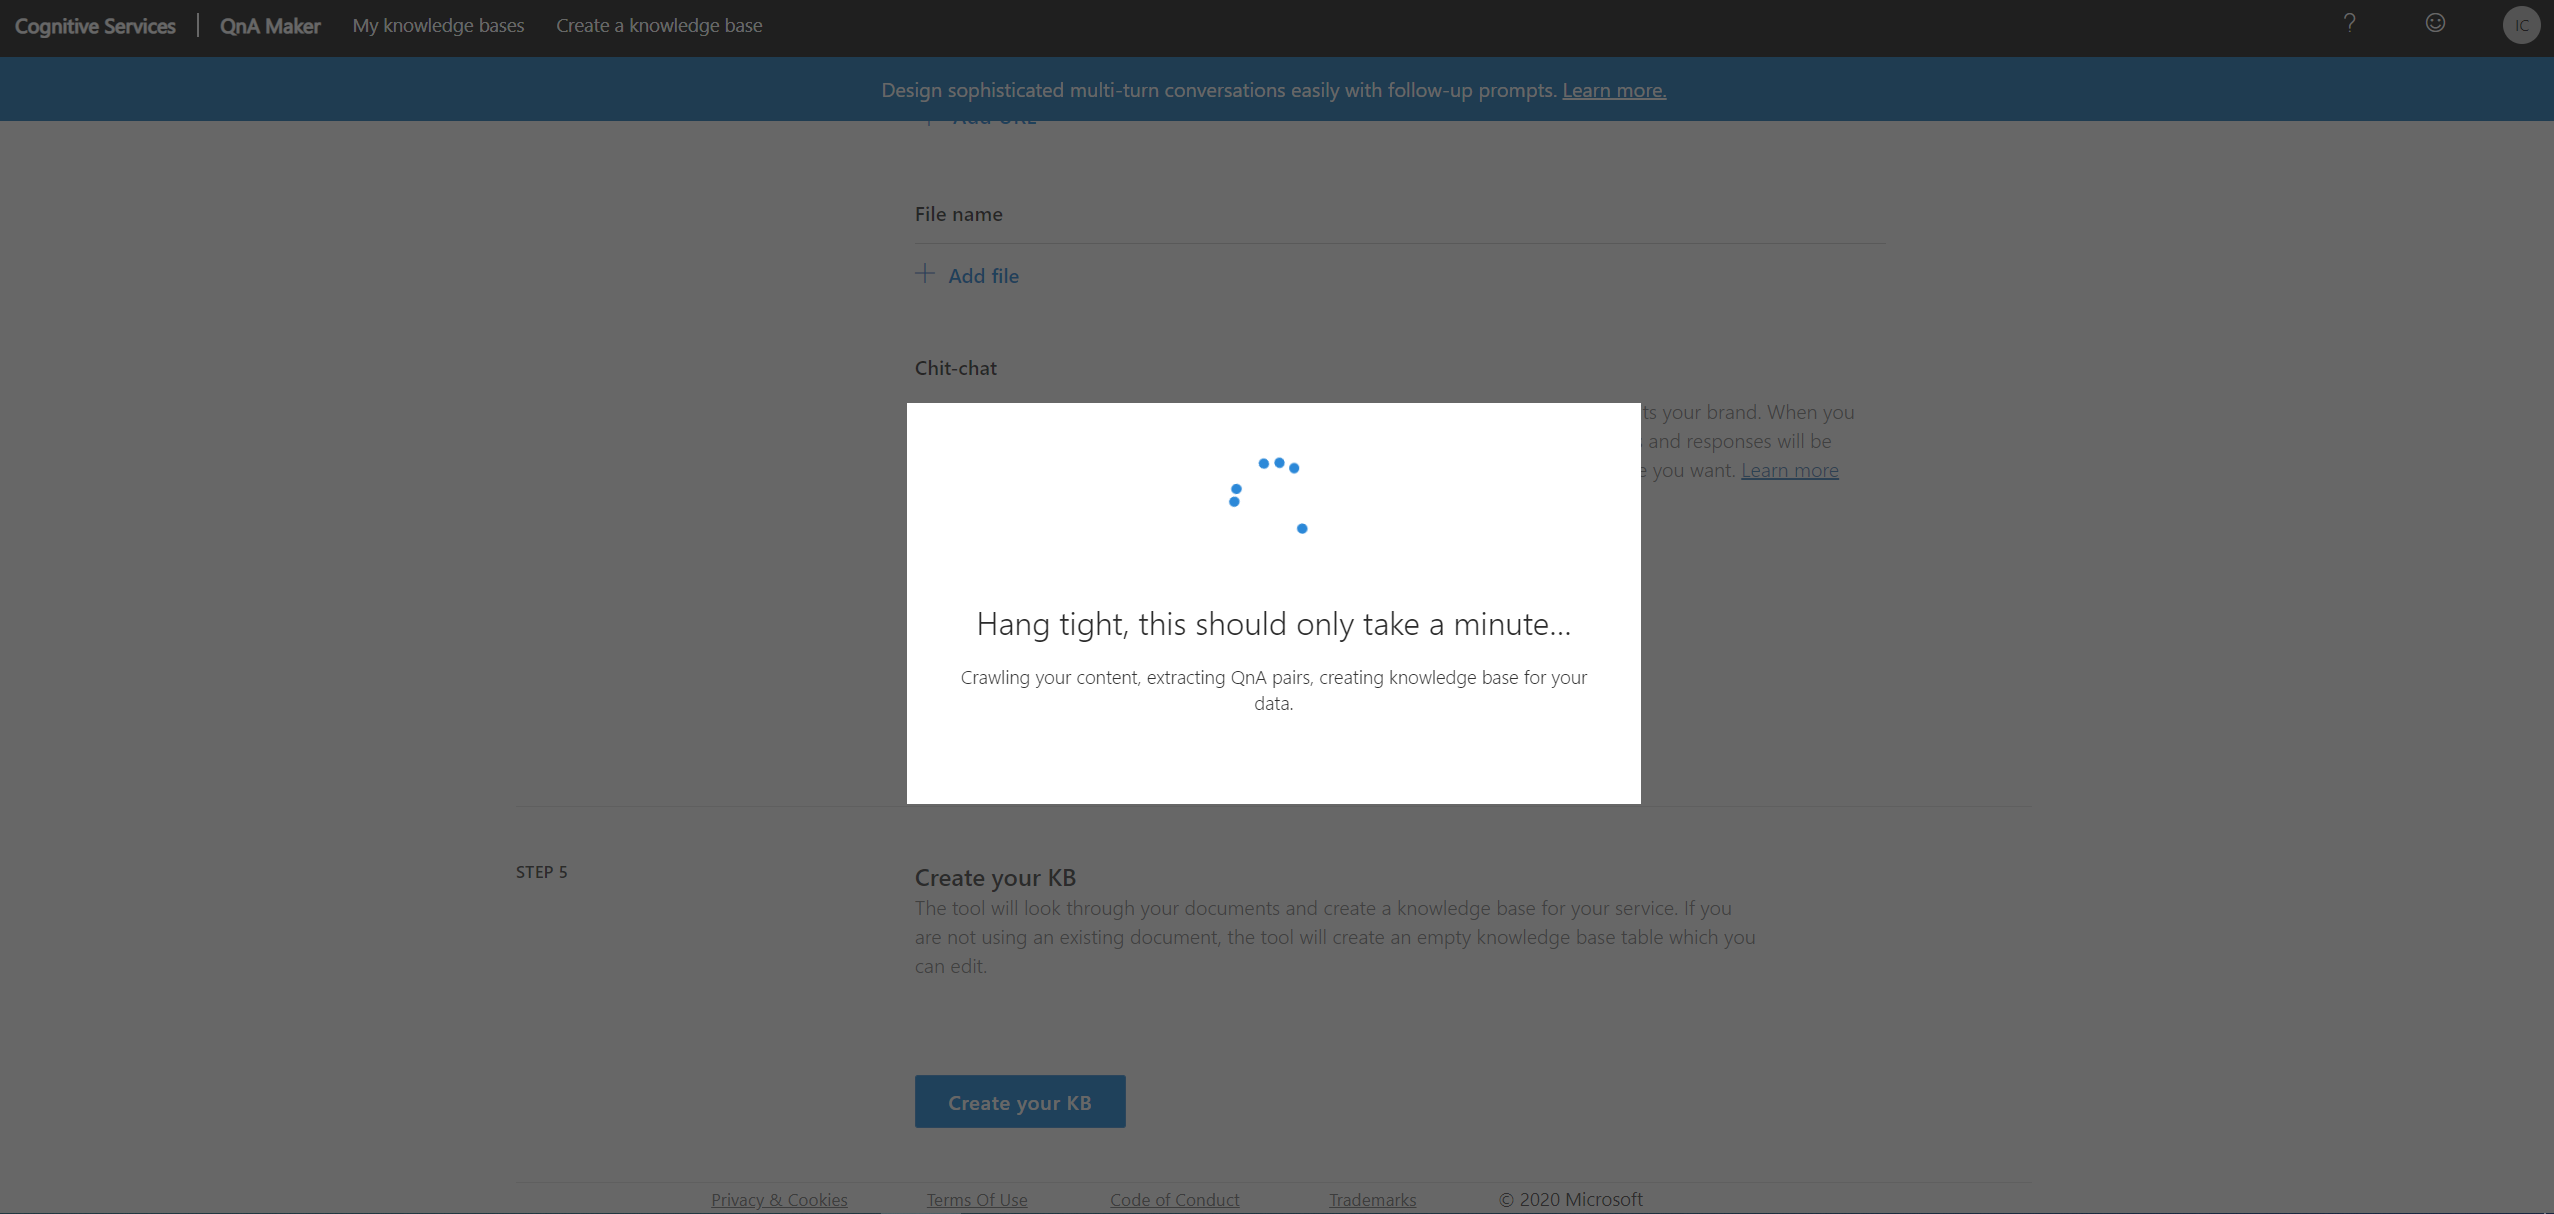 Cognitive Services | QnA Maker My knowledge bases Create a knowledge base ? IC
Design sophisticated multi-turn conversations easily with follow-up prompts. Learn more.
Add URL
File name
+ Add file
Chit-chat
ts your brand. When you
and responses will be
e you want. Learn more
Hang tight, this should only take a minute...
Crawling your content, extracting QnA pairs, creating knowledge base for your
data.
STEP 5
Create your KB
The tool will look through your documents and create a knowledge base for your service. If you
are not using an existing document, the tool will create an empty knowledge base table which you
can edit.
Create your KB
Privacy & Cookies Terms Of Use Code of Conduct Trademarks © 2020 Microsoft